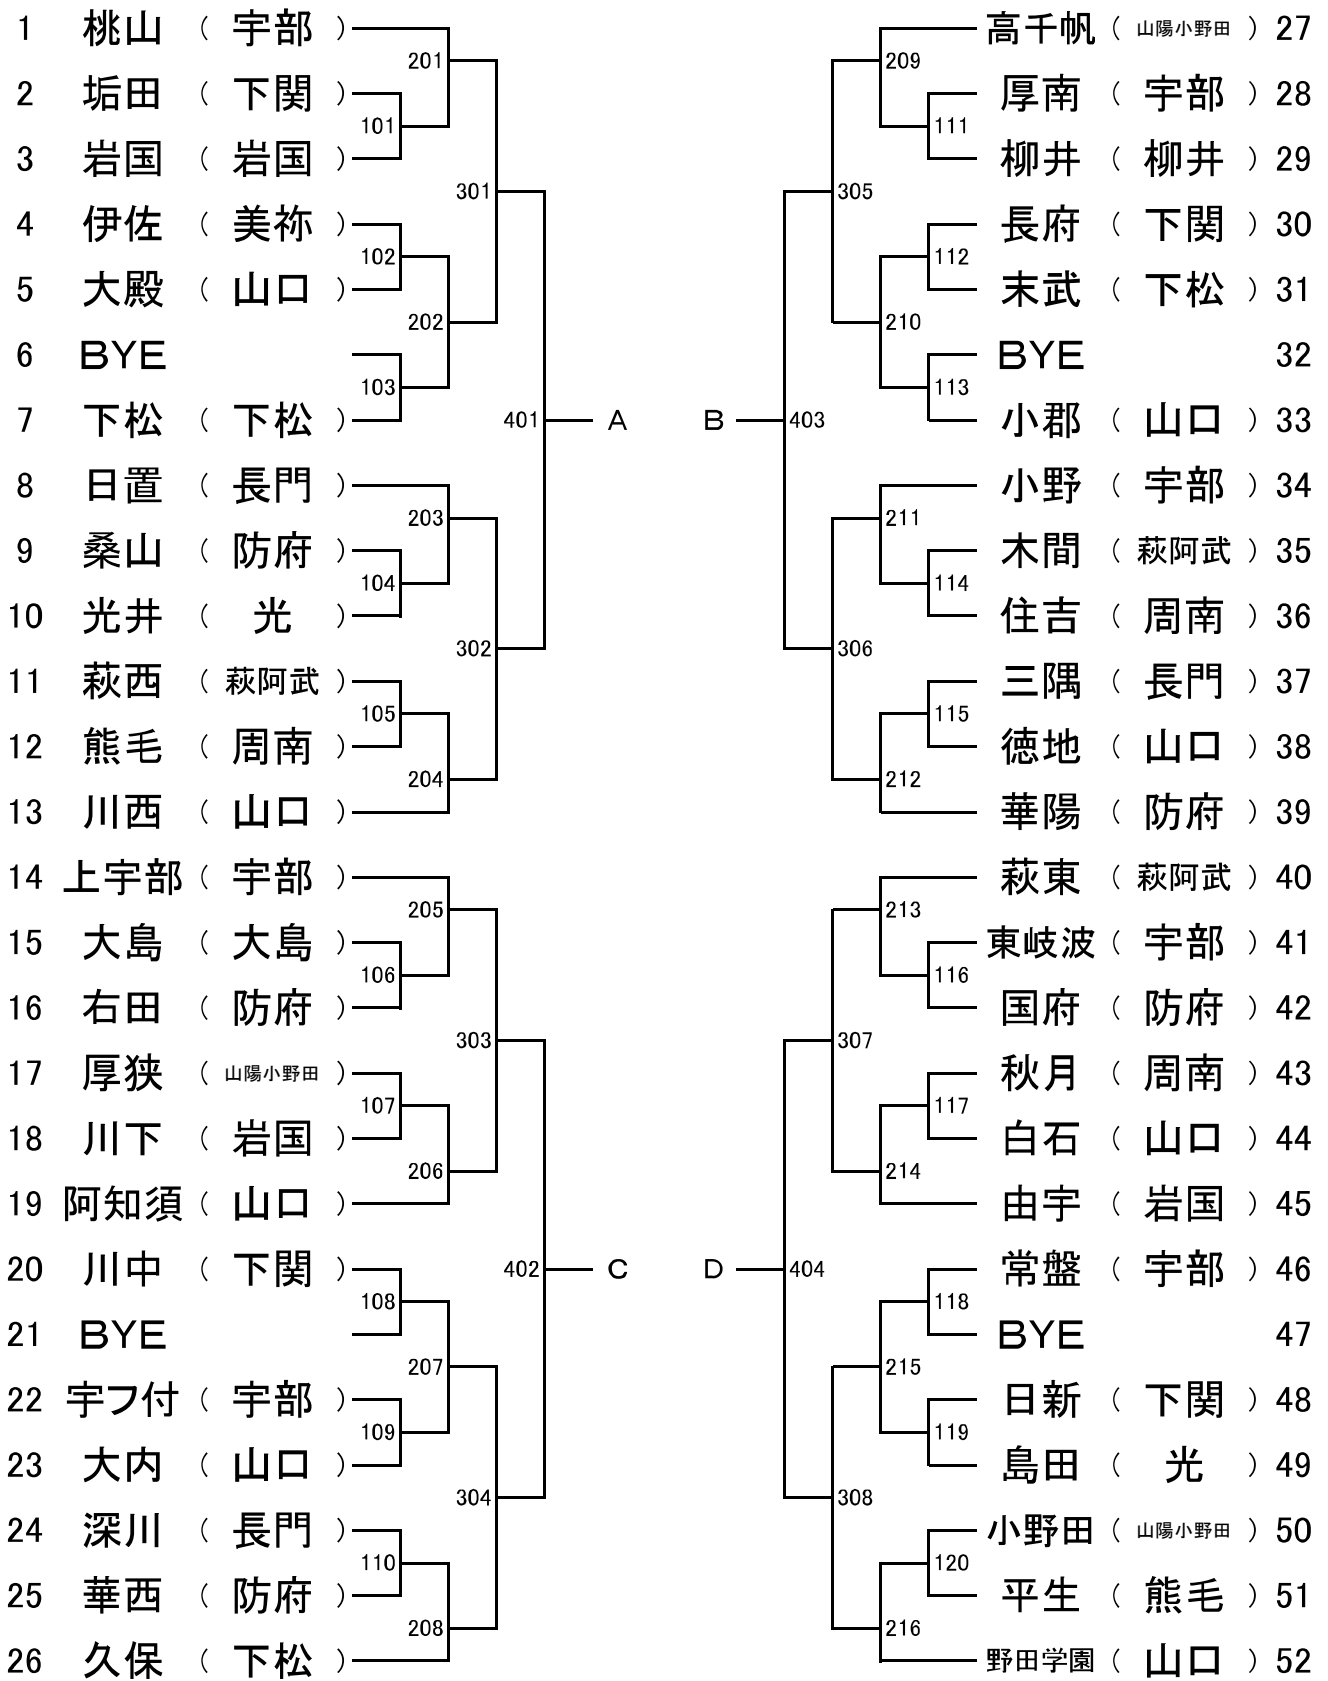 1 桃山 ( 宇部 )
201
2 垢田 ( 下関 )
101
3 岩国 ( 岩国 )
301
4 伊佐 ( 美祢 )
102
5 大殿 ( 山口 )
202
6 BYE
103
7 下松 ( 下松 )
401 A
8 日置 ( 長門 )
203
9 桑山 ( 防府 )
104
10 光井 ( 光 )
302
11 萩西 ( 萩阿武 )
105
12 熊毛 ( 周南 )
204
13 川西 ( 山口 )
14 上宇部 ( 宇部 )
205
15 大島 ( 大島 )
106
16 右田 ( 防府 )
303
17 厚狭 ( 山陽小野田 )
107
18 川下 ( 岩国 )
206
19 阿知須 ( 山口 )
20 川中 ( 下関 )
402 C
108
21 BYE
207
22 宇フ付 ( 宇部 )
109
23 大内 ( 山口 )
304
24 深川 ( 長門 )
110
25 華西 ( 防府 )
208
26 久保 ( 下松 )
高千帆 ( 山陽小野田 ) 27
209
厚南 ( 宇部 ) 28
111
柳井 ( 柳井 ) 29
305
長府 ( 下関 ) 30
112
末武 ( 下松 ) 31
210
BYE 32
113
小郡 ( 山口 ) 33
B 403
小野 ( 宇部 ) 34
211
木間 ( 萩阿武 ) 35
114
住吉 ( 周南 ) 36
306
三隅 ( 長門 ) 37
115
徳地 ( 山口 ) 38
212
華陽 ( 防府 ) 39
萩東 ( 萩阿武 ) 40
213
東岐波 ( 宇部 ) 41
116
国府 ( 防府 ) 42
307
秋月 ( 周南 ) 43
117
白石 ( 山口 ) 44
214
由宇 ( 岩国 ) 45
常盤 ( 宇部 ) 46
D 404
118
BYE 47
215
日新 ( 下関 ) 48
119
島田 ( 光 ) 49
308
小野田 ( 山陽小野田 ) 50
120
平生 ( 熊毛 ) 51
216
野田学園 ( 山口 ) 52